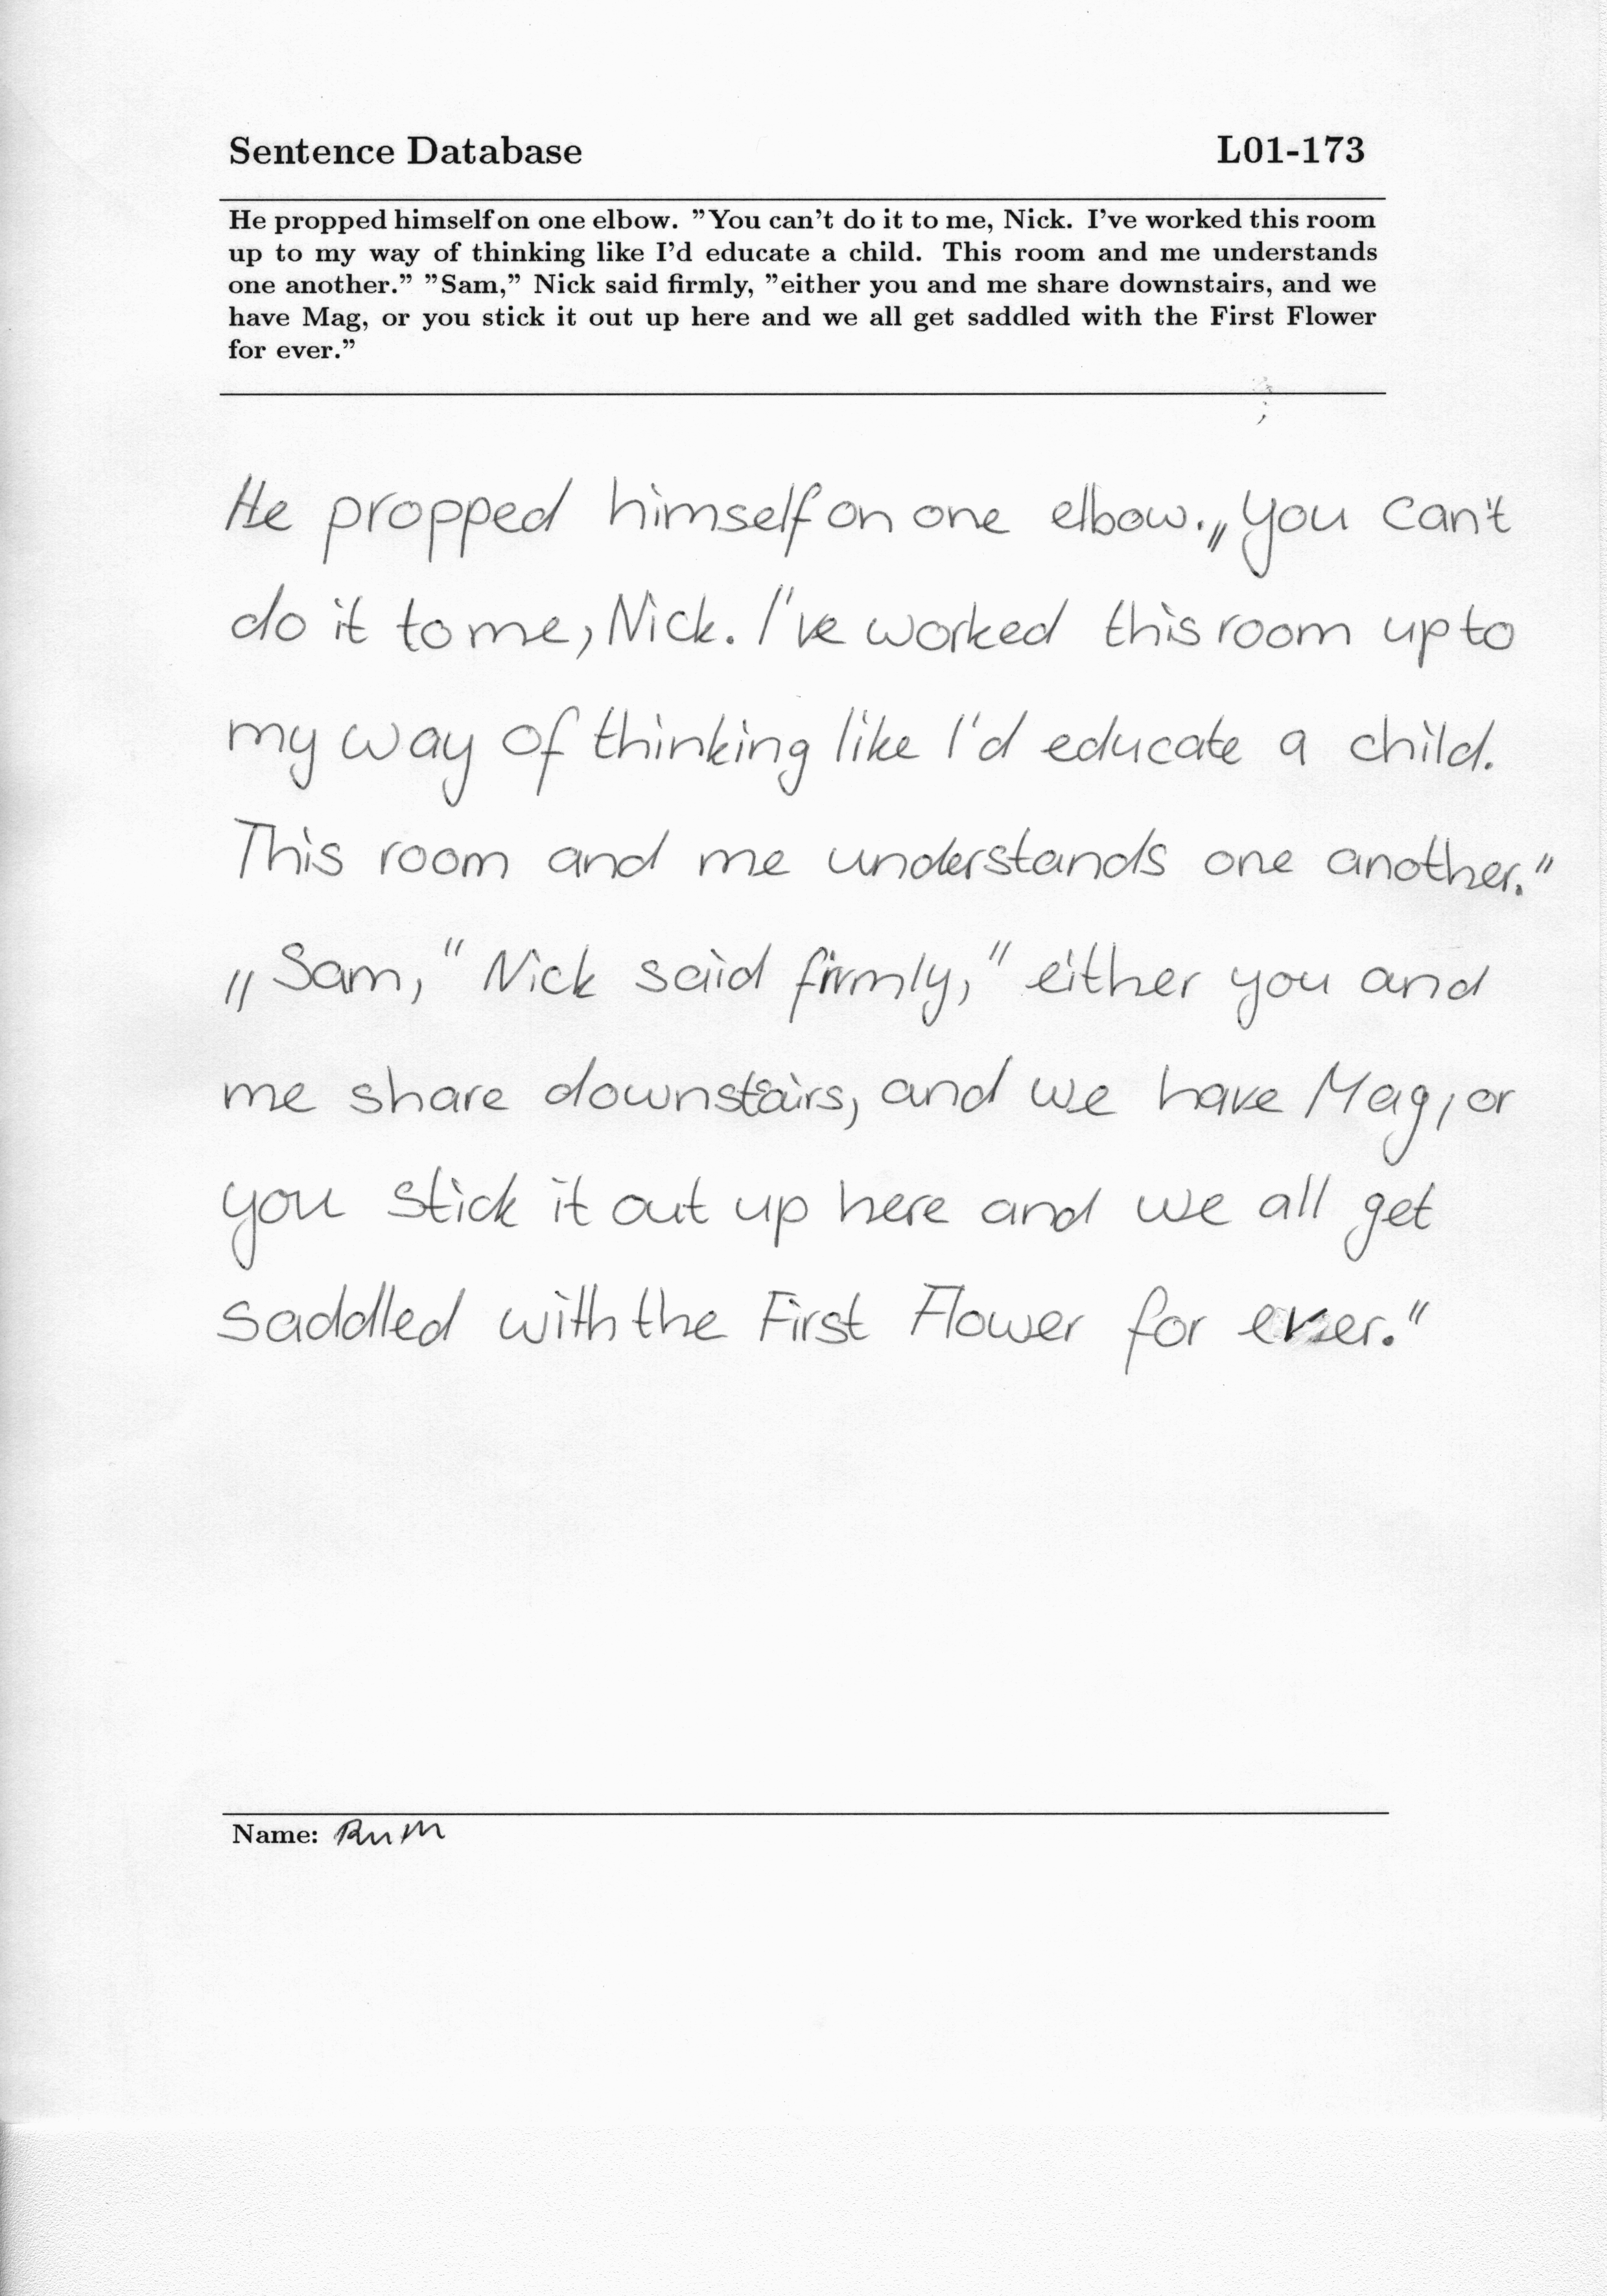 Sentence Database L01-173
He propped himself on one elbow. ”You can’t do it to me, Nick. I’ve worked this room
up to my way of thinking like I’d educate a child. This room and me understands
one another.” ”Sam,” Nick said firmly, ”either you and me share downstairs, and we
have Mag, or you stick it out up here and we all get saddled with the First Flower
for ever.”
He propped himself on one elbow. „You can't
do it to me, Nick. I've worked this room up to
my way of thinking like I'd educate a child.
This room and me understands one another."
„Sam," Nick said firmly," either you and
me share downstairs, and we have Mag, or
you stick it out up here and we all get
saddled with the First Flower for ever."
Name: